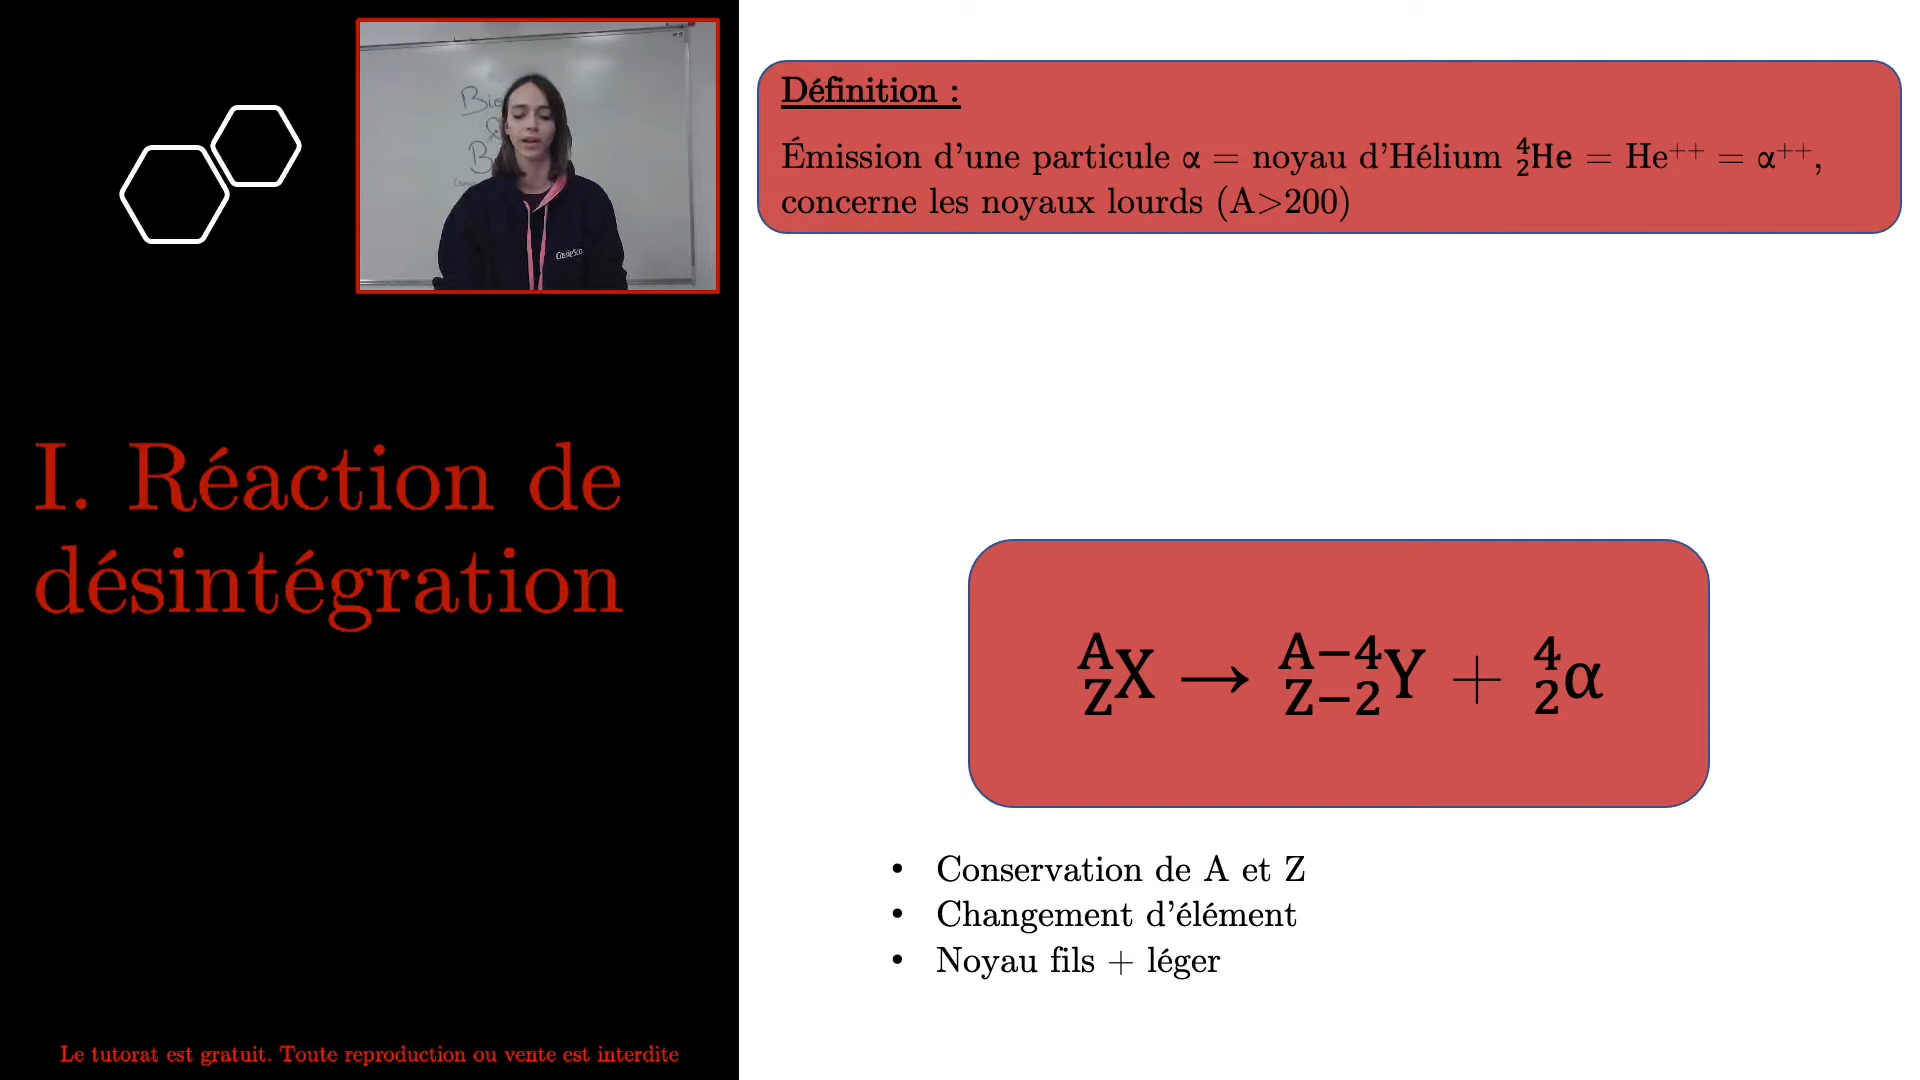 Définition :
Émission d'une particule α = noyau d'Hélium ⁴₂He = He⁺⁺ = α⁺⁺,
concerne les noyaux lourds (A>200)
I. Réaction de
désintégration
ᴬ_Z X → ᴬ⁻⁴_Z₋₂ Y + ⁴₂α
• Conservation de A et Z
• Changement d'élément
• Noyau fils + léger
Le tutorat est gratuit. Toute reproduction ou vente est interdite